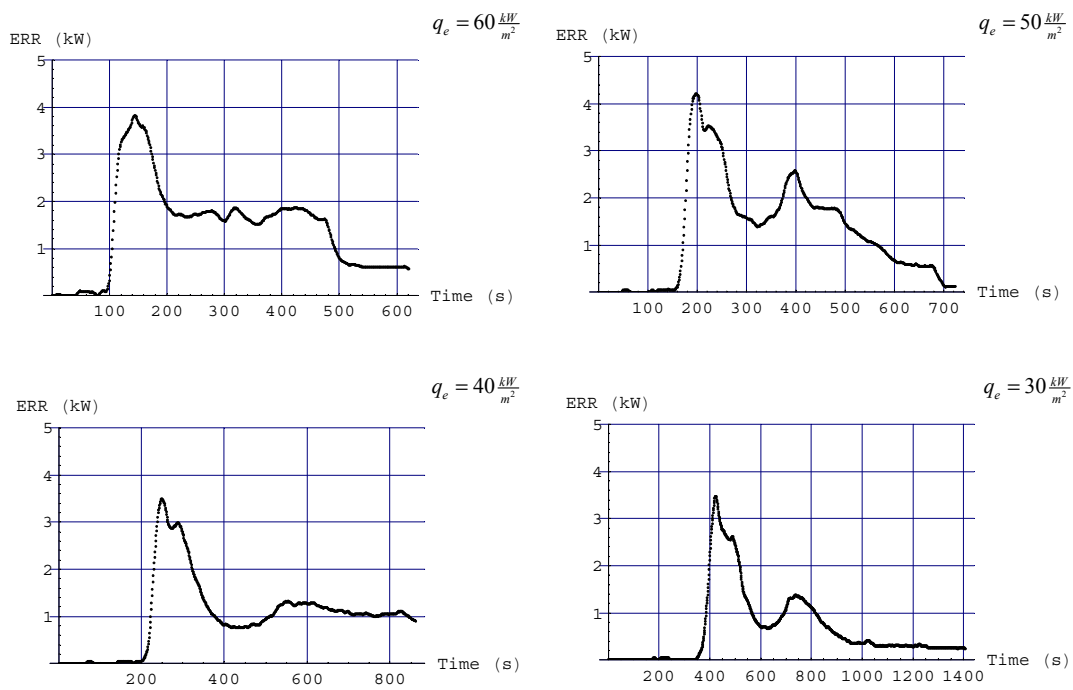 q_e = 60 kW/m²
ERR (kW)
5
4
3
2
1
Time (s)
100 200 300 400 500 600
q_e = 50 kW/m²
ERR (kW)
5
4
3
2
1
Time (s)
100 200 300 400 500 600 700
q_e = 40 kW/m²
ERR (kW)
5
4
3
2
1
Time (s)
200 400 600 800
q_e = 30 kW/m²
ERR (kW)
5
4
3
2
1
Time (s)
200 400 600 800 1000 1200 1400